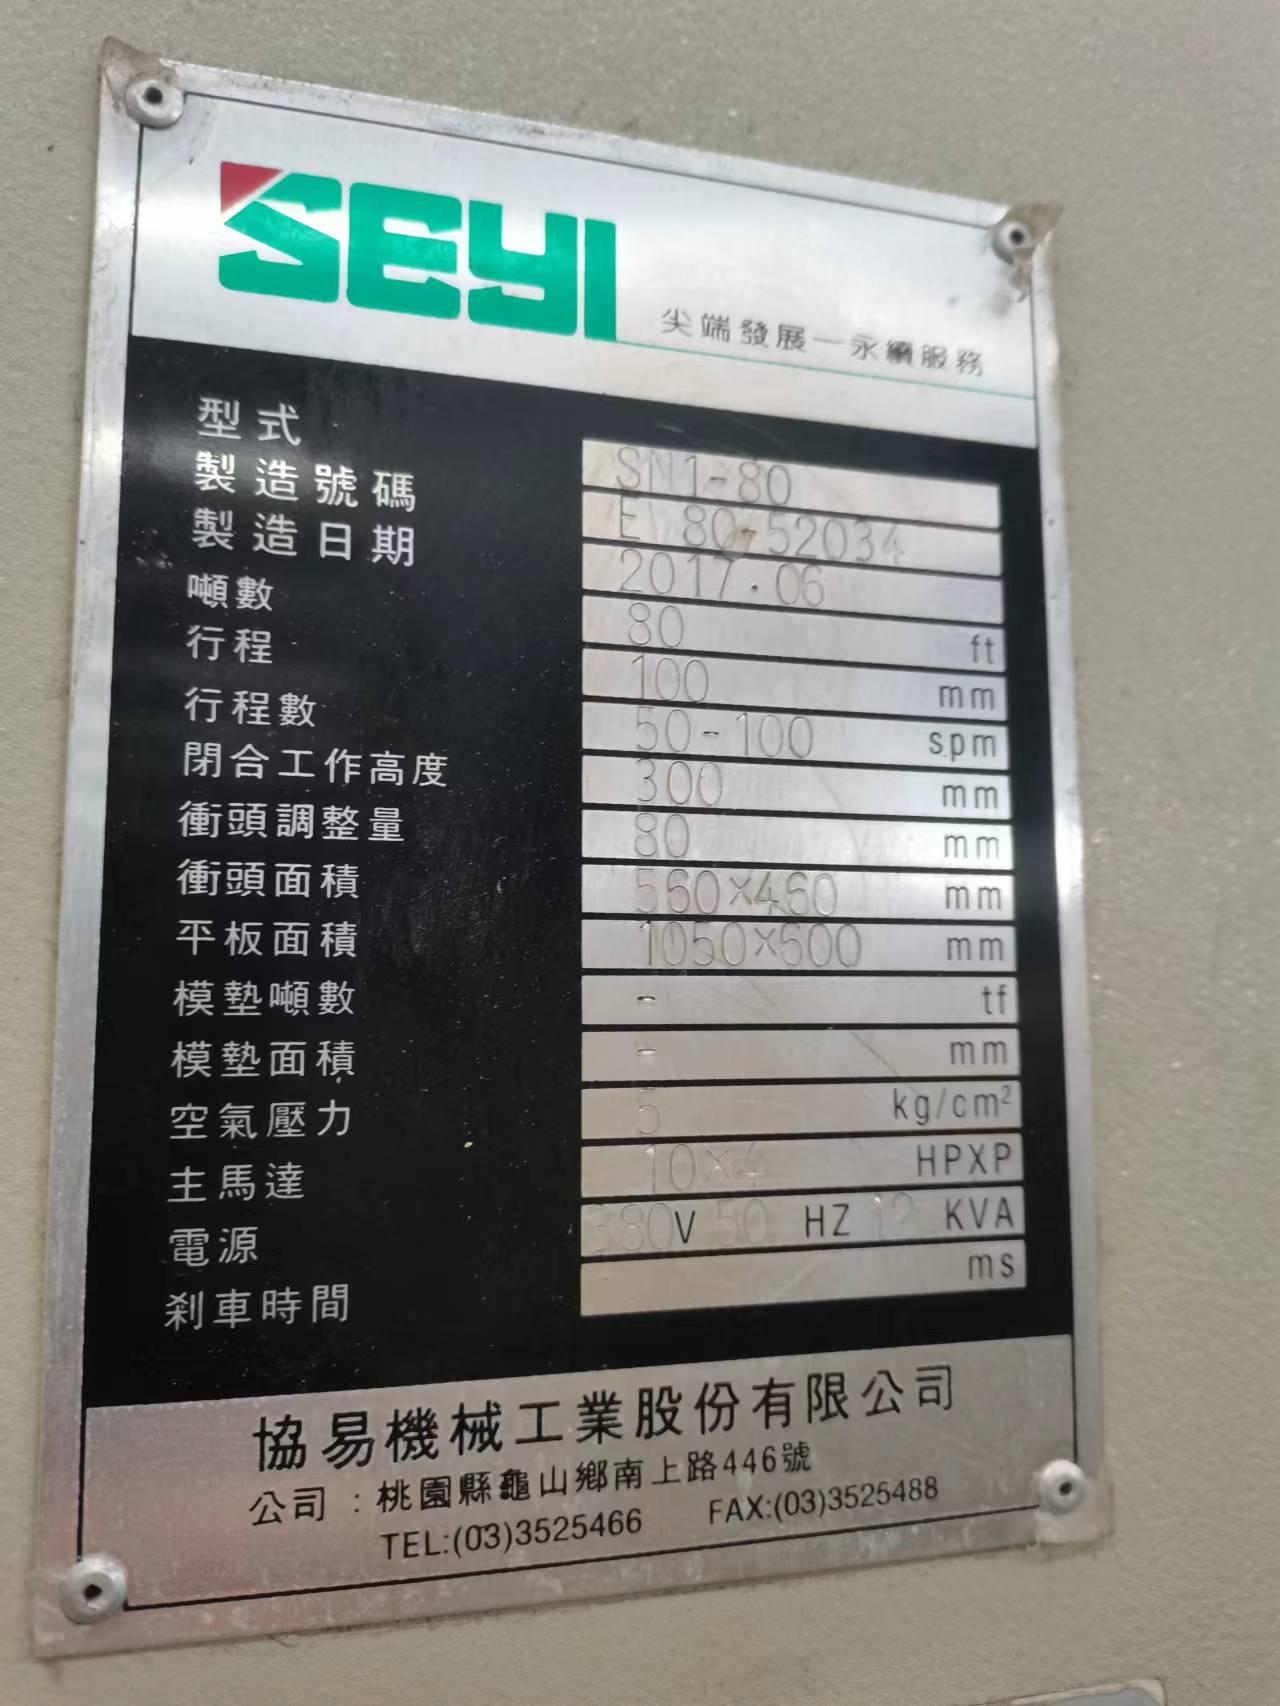 SEYI
尖端發展一永續服務
型式 SN1-80
製造號碼 E 80-52034
製造日期 2017.06
噸數 80 ft
行程 100 mm
行程數 50-100 spm
閉合工作高度 300 mm
衝頭調整量 80 mm
衝頭面積 560×460 mm
平板面積 1050×600 mm
模墊噸數 - tf
模墊面積 - mm
空氣壓力 5 kg/cm²
主馬達 10×4 HPXP
電源 380V 50 HZ 12 KVA
剎車時間 ms
協易機械工業股份有限公司
公司：桃園縣龜山鄉南上路446號
TEL:(03)3525466 FAX:(03)3525488